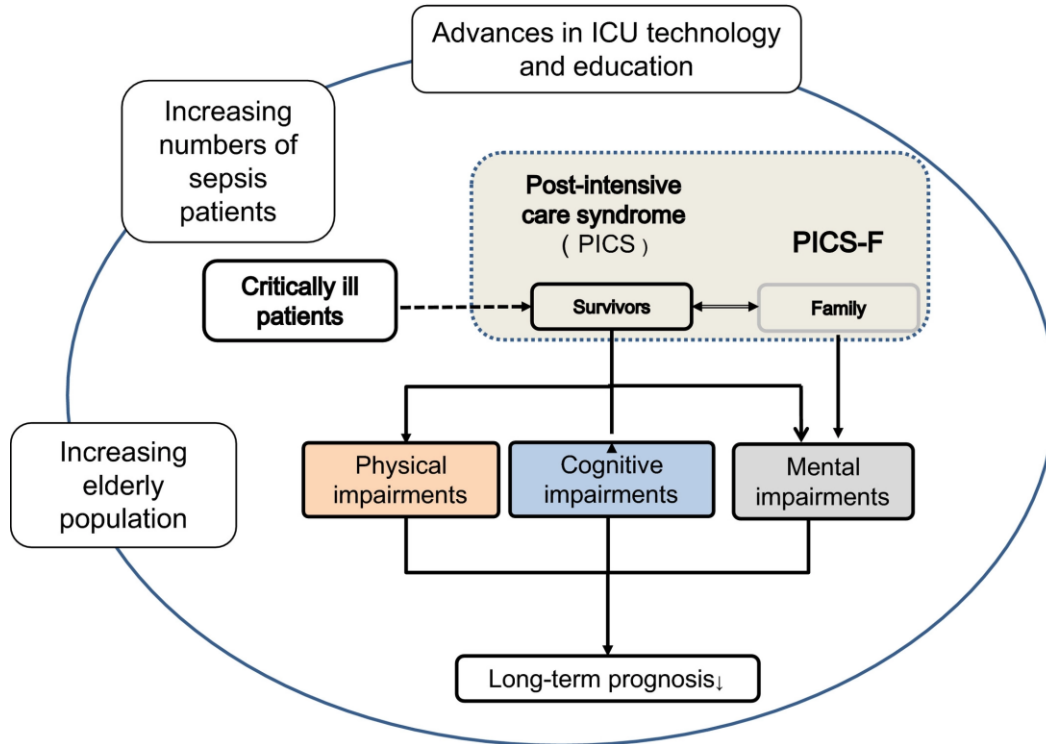 Advances in ICU technology
and education
Increasing
numbers of
sepsis
patients
Post-intensive
care syndrome
( PICS )
PICS-F
Critically ill
patients
Survivors
Family
Increasing
elderly
population
Physical
impairments
Cognitive
impairments
Mental
impairments
Long-term prognosis↓